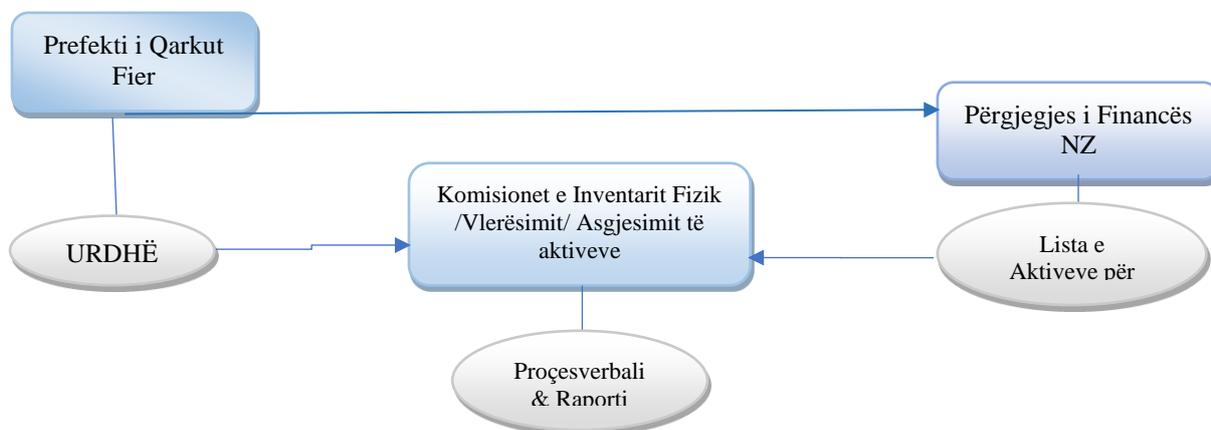 Prefekti i Qarkut
Fier
Përgjegjes i Financës
NZ
Komisionet e Inventarit Fizik
/Vlerësimit/ Asgjesimit të
aktiveve
URDHË
Lista e
Aktiveve për
Proçesverbali
& Raporti